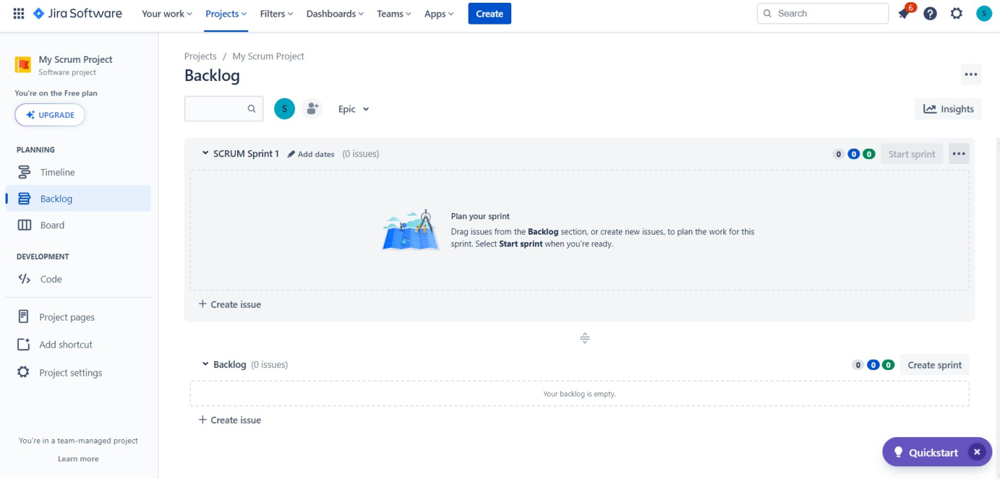 Jira Software Your work Projects Filters Dashboards Teams Apps Create Search 6 S
My Scrum Project
Software project
You're on the Free plan
UPGRADE
PLANNING
Timeline
Backlog
Board
DEVELOPMENT
Code
Project pages
Add shortcut
Project settings
You're in a team-managed project
Learn more
Projects / My Scrum Project
Backlog
S Epic Insights
SCRUM Sprint 1 Add dates (0 issues) 0 0 0 Start sprint
Plan your sprint
Drag issues from the Backlog section, or create new issues, to plan the work for this
sprint. Select Start sprint when you're ready.
+ Create issue
Backlog (0 issues) 0 0 0 Create sprint
Your backlog is empty.
+ Create issue
Quickstart